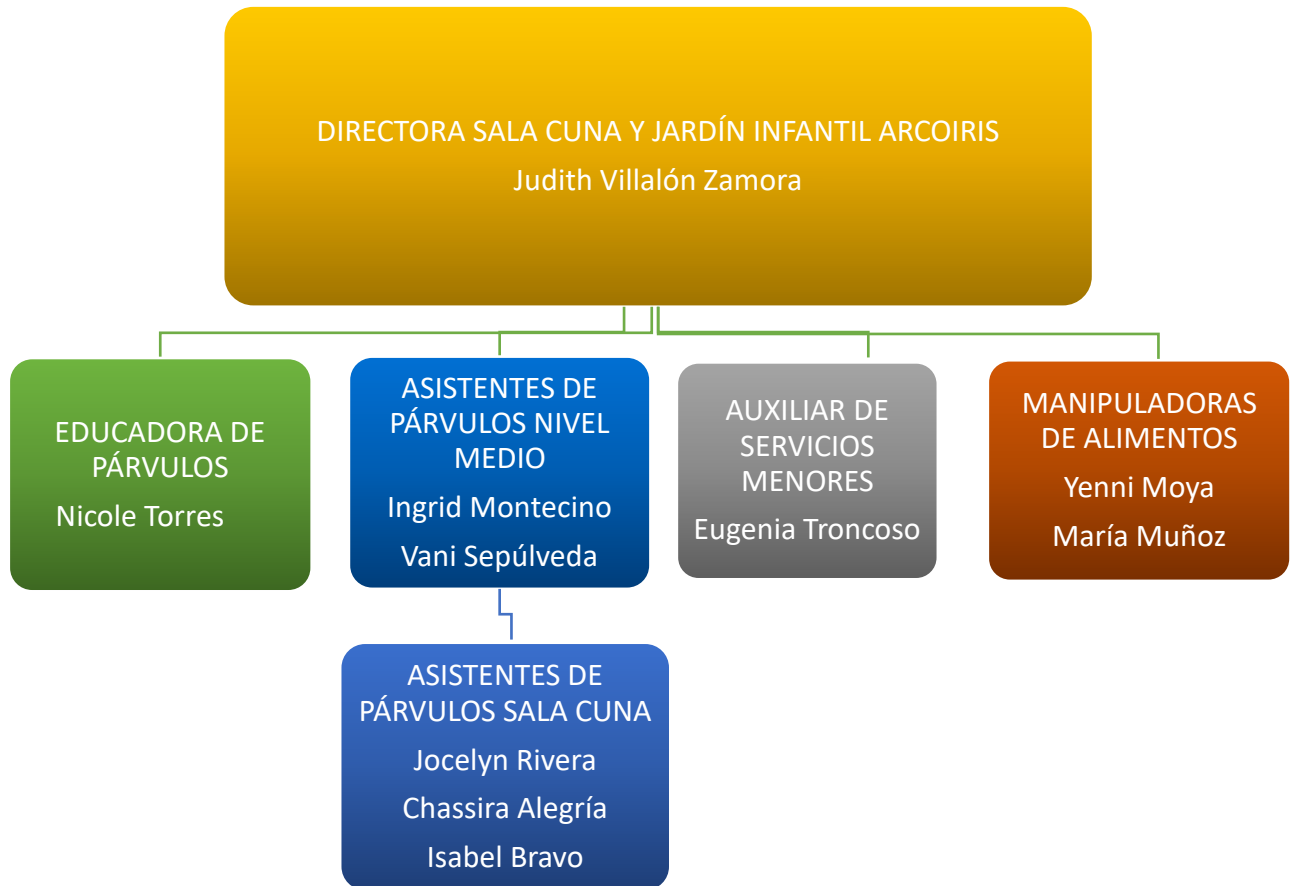 DIRECTORA SALA CUNA Y JARDÍN INFANTIL ARCOIRIS
Judith Villalón Zamora
EDUCADORA DE
PÁRVULOS
Nicole Torres
ASISTENTES DE
PÁRVULOS NIVEL
MEDIO
Ingrid Montecino
Vani Sepúlveda
AUXILIAR DE
SERVICIOS
MENORES
Eugenia Troncoso
MANIPULADORAS
DE ALIMENTOS
Yenni Moya
María Muñoz
ASISTENTES DE
PÁRVULOS SALA CUNA
Jocelyn Rivera
Chassira Alegría
Isabel Bravo